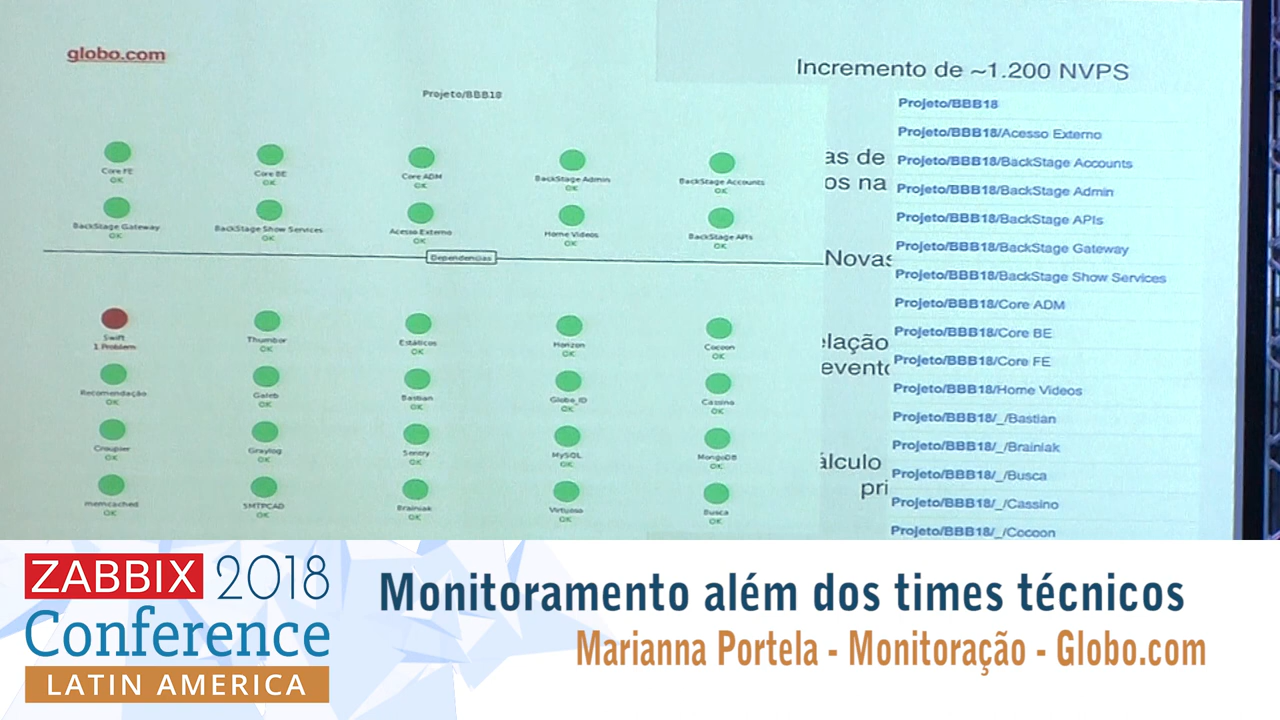 globo.com
Projeto/BBB18
Core FE
OK
Core BE
OK
Core ADM
OK
BackStage Admin
OK
BackStage Accounts
OK
BackStage Gateway
OK
BackStage Show Services
OK
Acesso Externo
OK
Home Videos
OK
BackStage APIs
OK
Dependencias
Swift
1 Problem
Thumbor
OK
Estáticos
OK
Horizon
OK
Cocoon
OK
Recomendação
OK
Galeb
OK
Bastian
OK
Globo_ID
OK
Cassino
OK
Croupier
OK
Graylog
OK
Sentry
OK
MySQL
OK
MongoDB
OK
memcached
OK
SMTPCAD
OK
Brainiak
OK
Virtuoso
OK
Busca
OK
Incremento de ~1.200 NVPS
as de
os na
Novas
elação
evento
álculo
pri
Projeto/BBB18
Projeto/BBB18/Acesso Externo
Projeto/BBB18/BackStage Accounts
Projeto/BBB18/BackStage Admin
Projeto/BBB18/BackStage APIs
Projeto/BBB18/BackStage Gateway
Projeto/BBB18/BackStage Show Services
Projeto/BBB18/Core ADM
Projeto/BBB18/Core BE
Projeto/BBB18/Core FE
Projeto/BBB18/Home Videos
Projeto/BBB18/_/Bastian
Projeto/BBB18/_/Brainiak
Projeto/BBB18/_/Busca
Projeto/BBB18/_/Cassino
Projeto/BBB18/_/Cocoon
ZABBIX 2018
Conference
LATIN AMERICA
Monitoramento além dos times técnicos
Marianna Portela - Monitoração - Globo.com